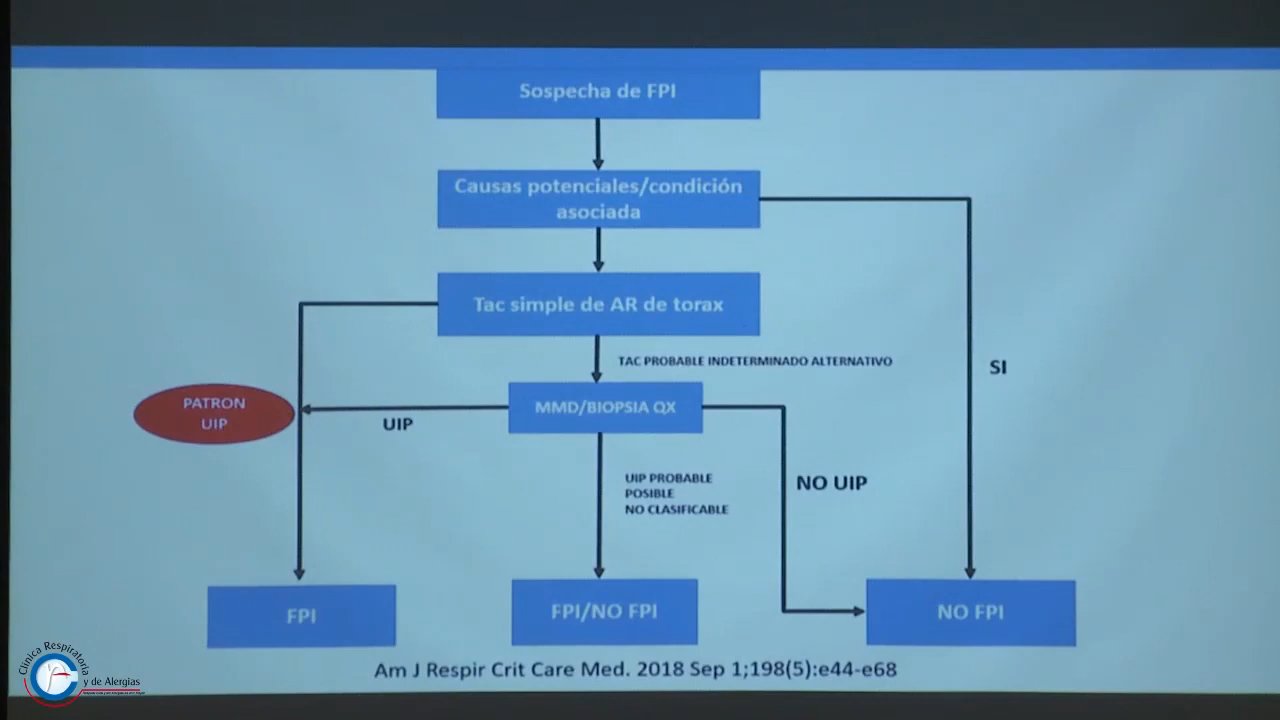 Sospecha de FPI
Causas potenciales/condición
asociada
Tac simple de AR de torax
TAC PROBABLE INDETERMINADO ALTERNATIVO
SI
PATRON
UIP
UIP
MMD/BIOPSIA QX
UIP PROBABLE
POSIBLE
NO CLASIFICABLE
NO UIP
FPI
FPI/NO FPI
NO FPI
Am J Respir Crit Care Med. 2018 Sep 1;198(5):e44-e68
Clínica Respiratoria
y de Alergias